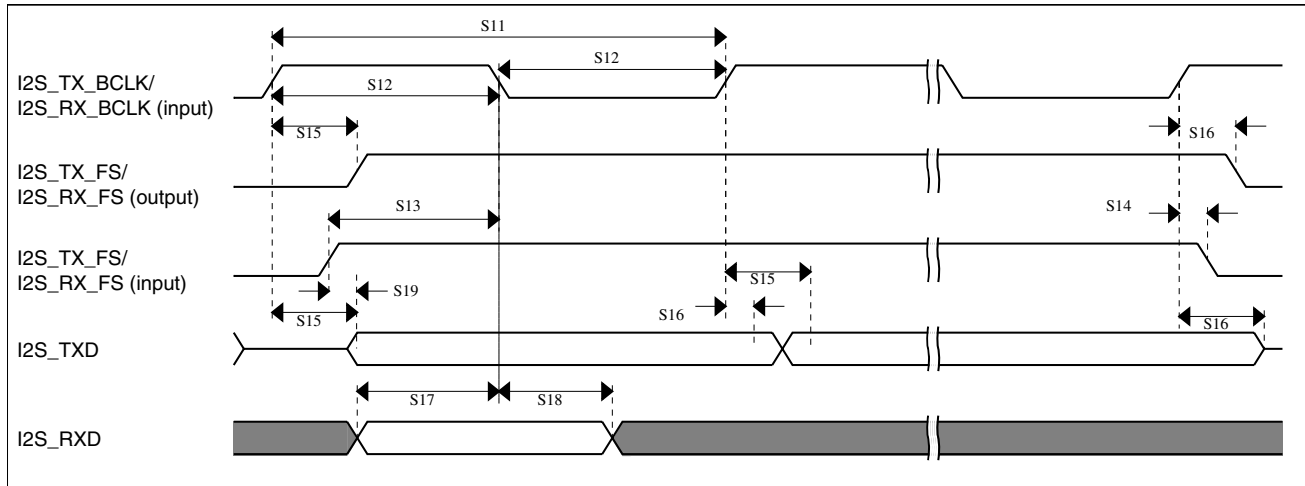 S11
S12
I2S_TX_BCLK/
I2S_RX_BCLK (input)
S12
S15
S16
I2S_TX_FS/
I2S_RX_FS (output)
S13
S14
I2S_TX_FS/
I2S_RX_FS (input)
S15
S19
S15
S16
S16
I2S_TXD
S17
S18
I2S_RXD